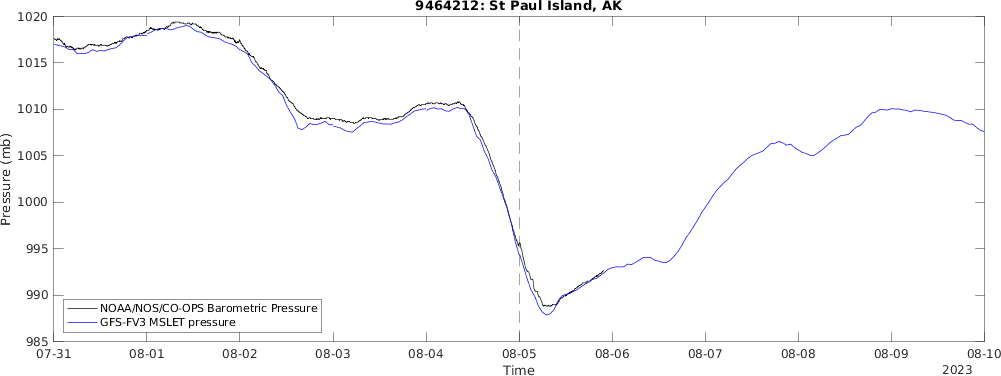 9464212: St Paul Island, AK
1020
1015
1010
1005
1000
995
990
985
Pressure (mb)
NOAA/NOS/CO-OPS Barometric Pressure
GFS-FV3 MSLET pressure
07-31 08-01 08-02 08-03 08-04 08-05 08-06 08-07 08-08 08-09 08-10
Time
2023